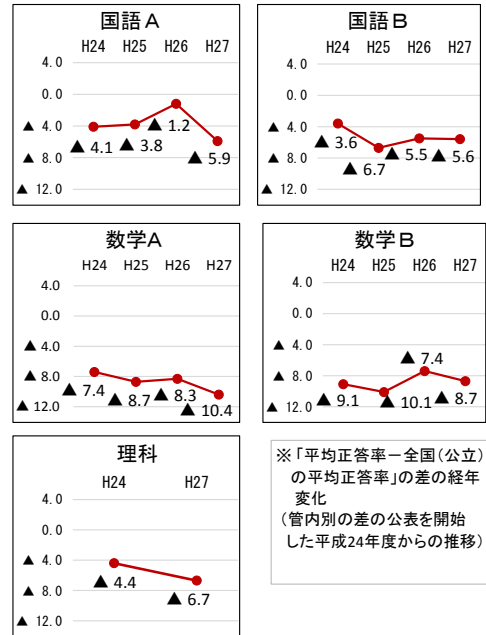 国語A
H24 H25 H26 H27
4.0
0.0
▲ 4.0
▲ 8.0
▲ 12.0
▲ 4.1
▲ 3.8
▲ 1.2
▲ 5.9
国語B
H24 H25 H26 H27
4.0
0.0
▲ 4.0
▲ 8.0
▲ 12.0
▲ 3.6
▲ 6.7
▲ 5.5
▲ 5.6
数学A
H24 H25 H26 H27
4.0
0.0
▲ 4.0
▲ 8.0
▲ 12.0
▲ 7.4
▲ 8.7
▲ 8.3
▲ 10.4
数学B
H24 H25 H26 H27
4.0
0.0
▲ 4.0
▲ 8.0
▲ 12.0
▲ 9.1
▲ 10.1
▲ 7.4
▲ 8.7
理科
H24 H27
4.0
0.0
▲ 4.0
▲ 8.0
▲ 12.0
▲ 4.4
▲ 6.7
※「平均正答率－全国(公立)
の平均正答率」の差の経年
変化
(管内別の差の公表を開始
した平成24年度からの推移)